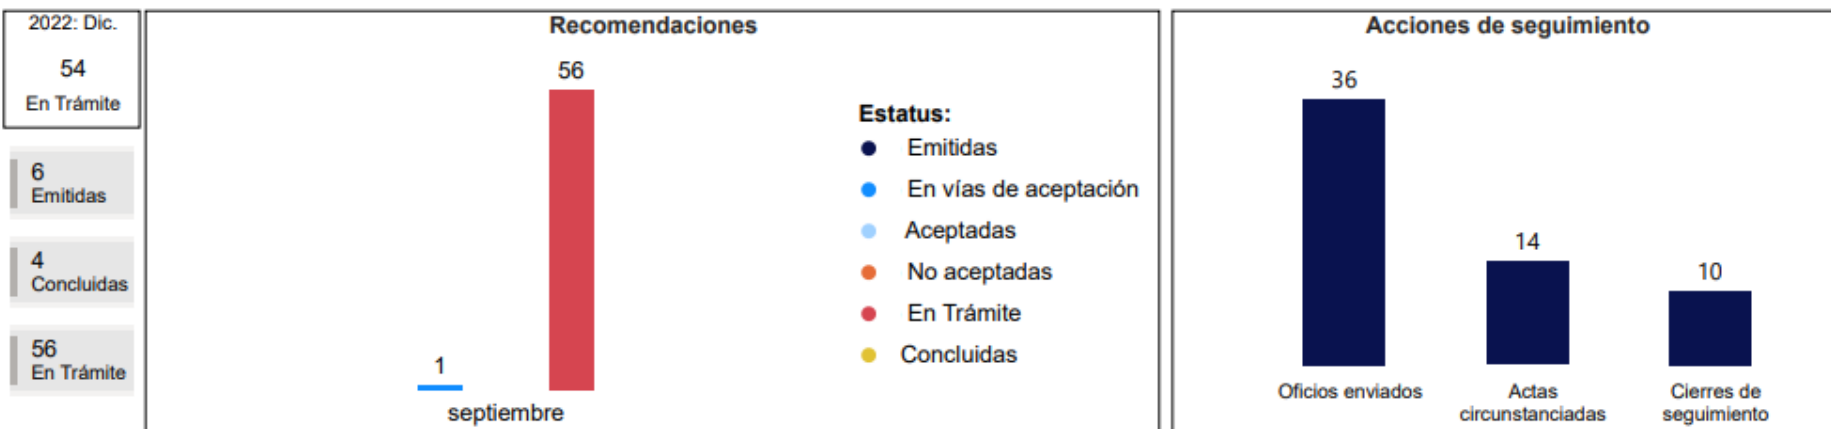 2022: Dic.
54
En Trámite
6
Emitidas
4
Concluidas
56
En Trámite
Recomendaciones
56
1
septiembre
Estatus:
Emitidas
En vías de aceptación
Aceptadas
No aceptadas
En Trámite
Concluidas
Acciones de seguimiento
36
14
10
Oficios enviados
Actas
circunstanciadas
Cierres de
seguimiento